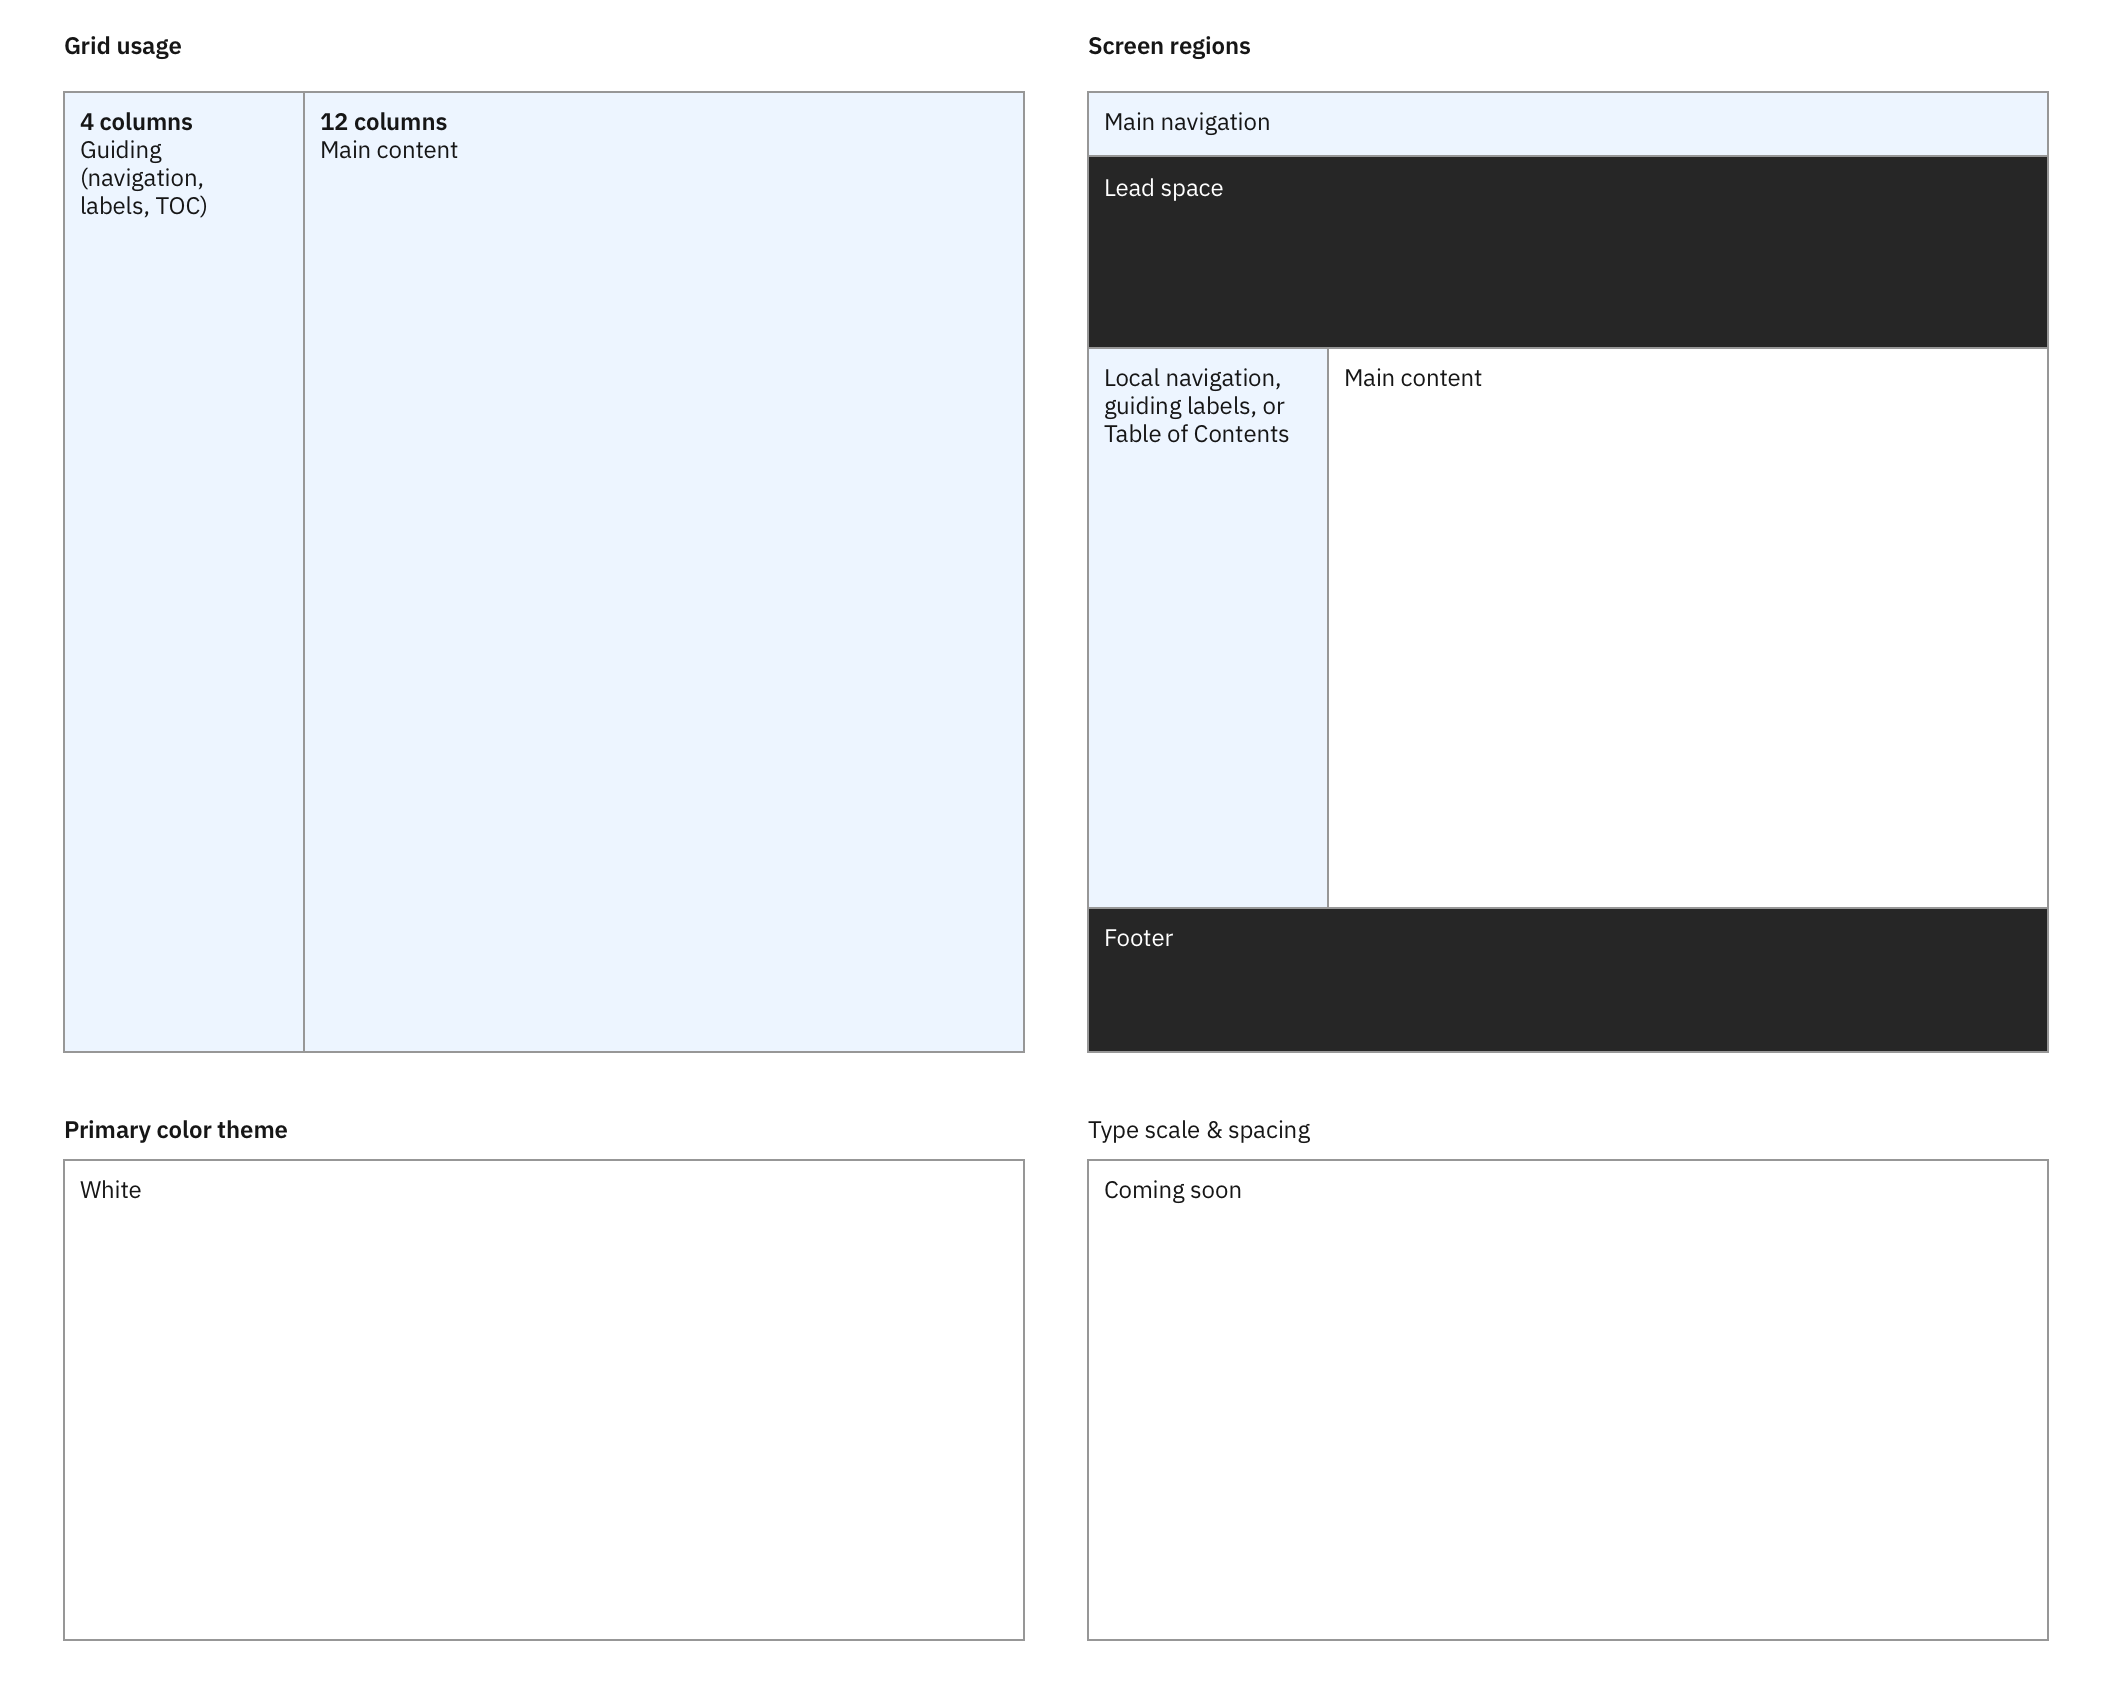 Grid usage
4 columns
Guiding
(navigation,
labels, TOC)
12 columns
Main content
Screen regions
Main navigation
Lead space
Local navigation,
guiding labels, or
Table of Contents
Main content
Footer
Primary color theme
White
Type scale & spacing
Coming soon